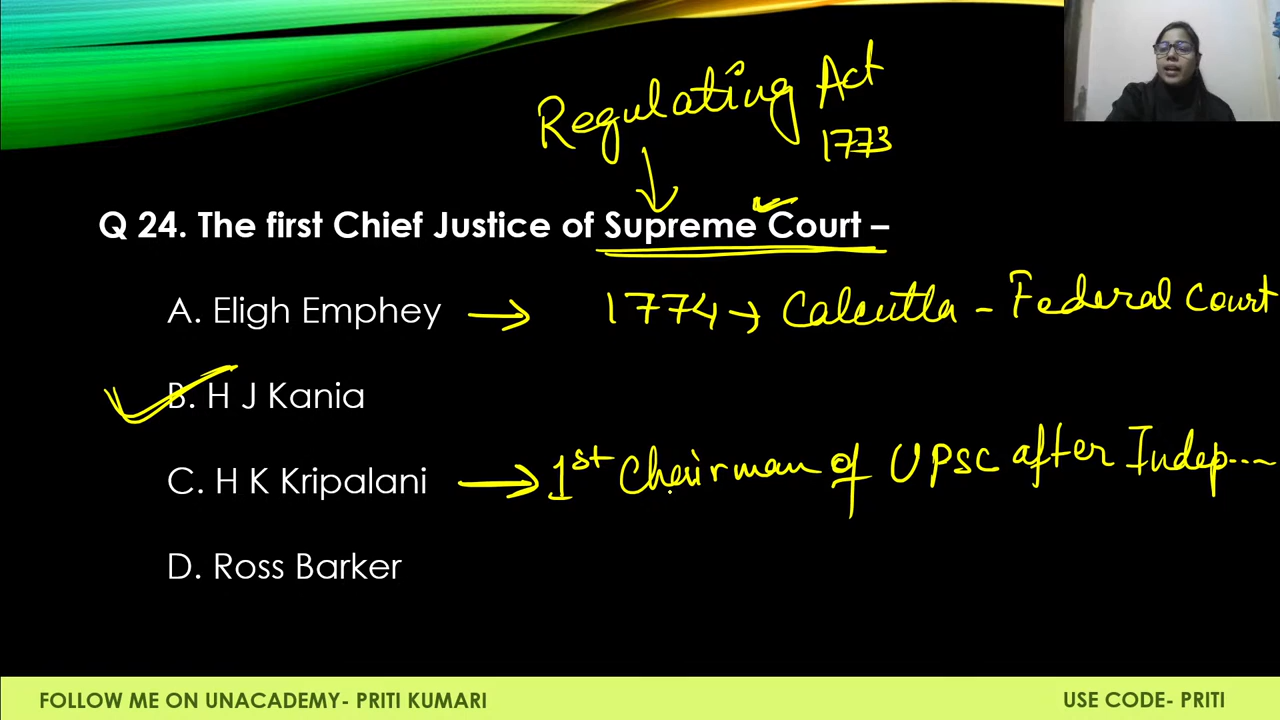 Regulating Act
1773
Q 24. The first Chief Justice of Supreme Court –
A. Eligh Emphey → 1774 → Calcutta - Federal Court
B. H J Kania
C. H K Kripalani → 1st Chairman of UPSC after Indep...
D. Ross Barker
FOLLOW ME ON UNACADEMY- PRITI KUMARI
USE CODE- PRITI